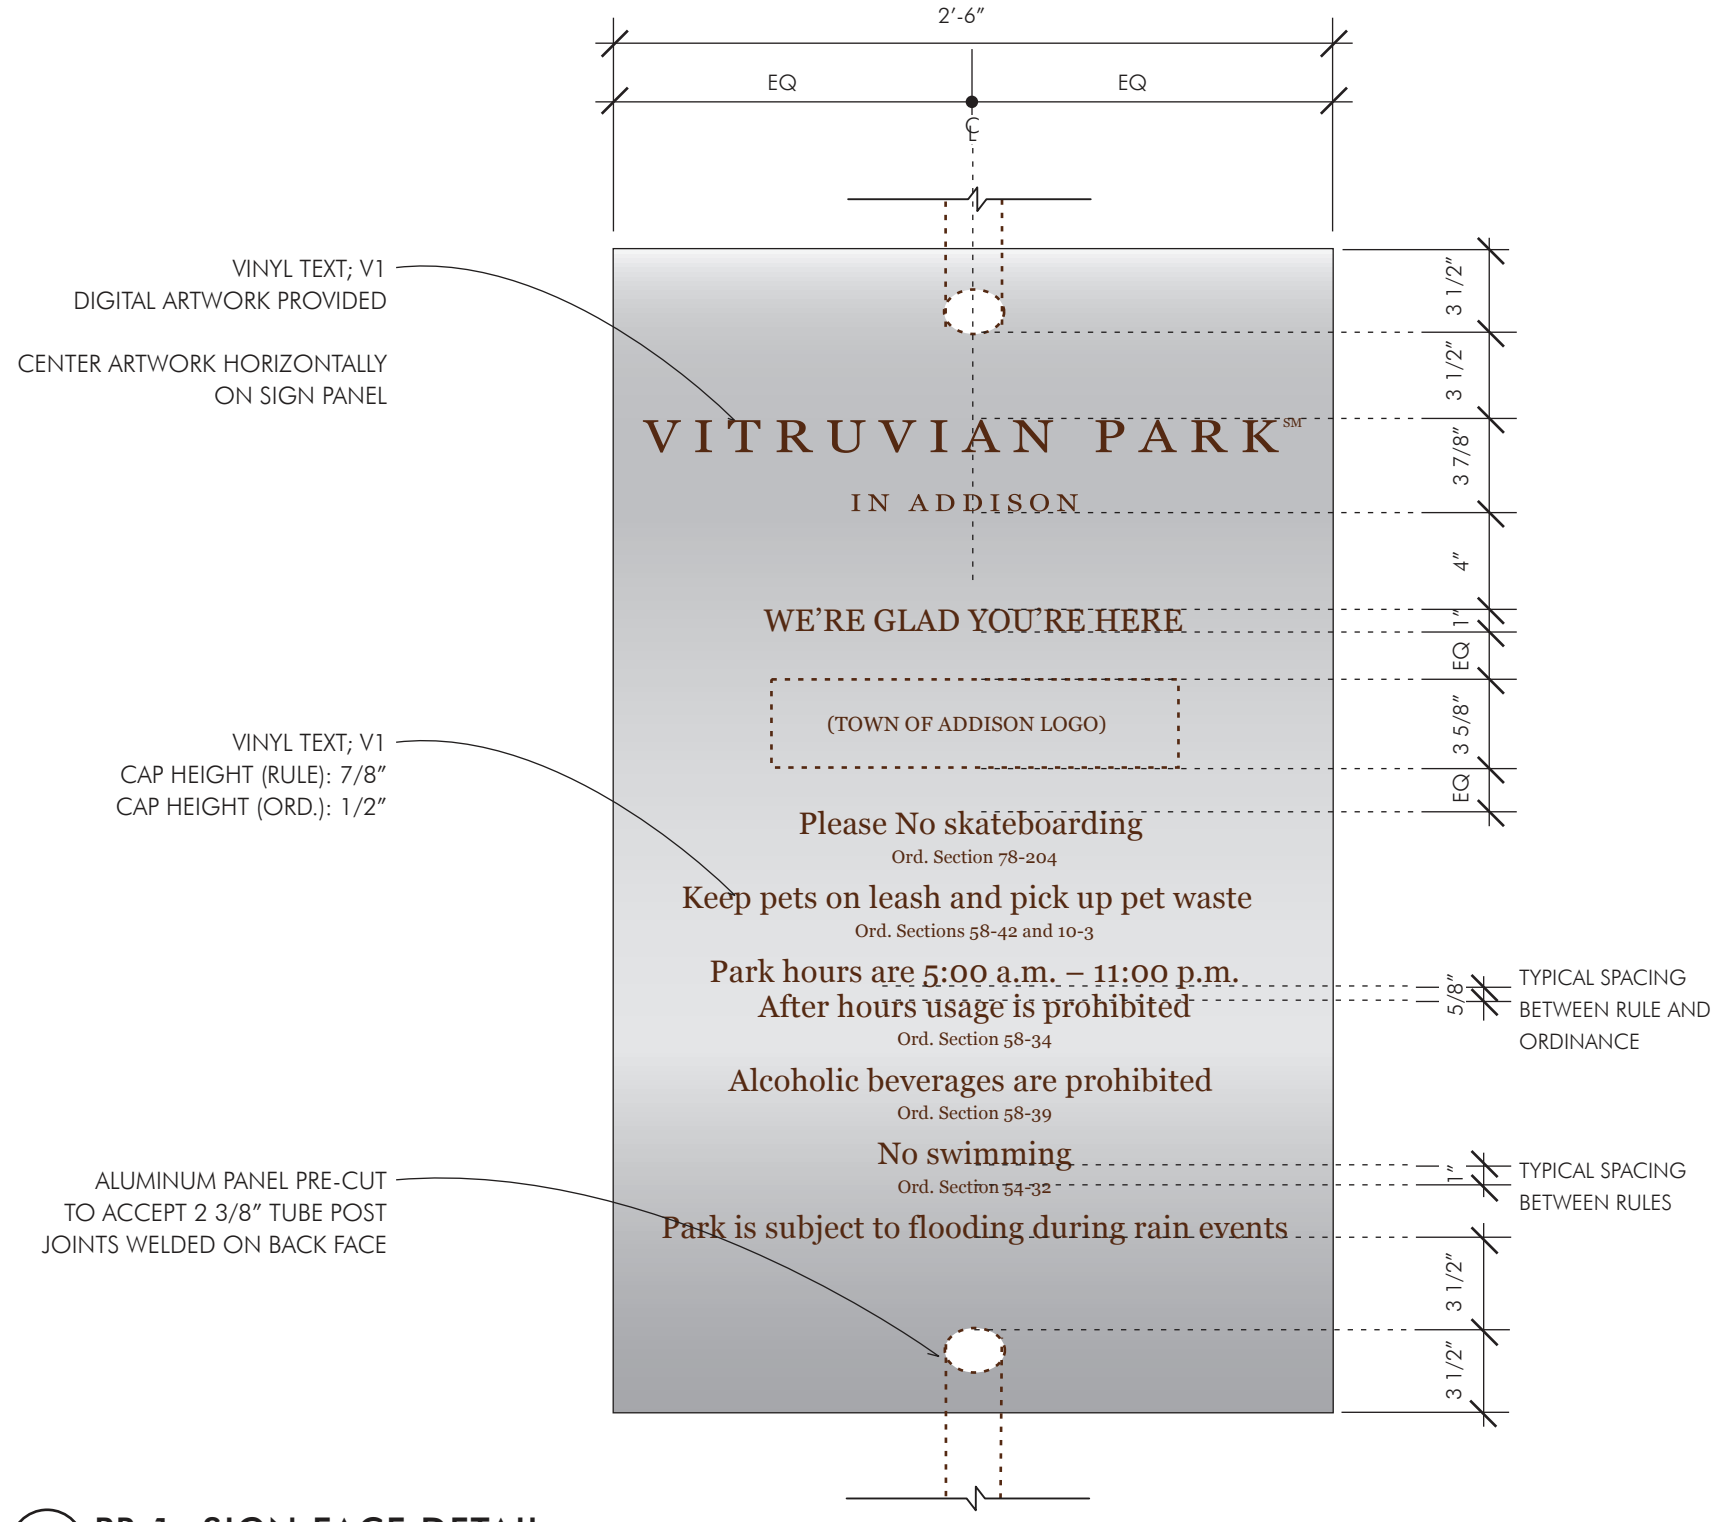 2’-6”
EQ
EQ
CL
VINYL TEXT; V1
DIGITAL ARTWORK PROVIDED
CENTER ARTWORK HORIZONTALLY
ON SIGN PANEL
3 1/2”
3 1/2”
VITRUVIAN PARK℠
3 7/8”
IN ADDISON
4”
WE’RE GLAD YOU’RE HERE
1”
EQ
(TOWN OF ADDISON LOGO)
3 5/8”
EQ
VINYL TEXT; V1
CAP HEIGHT (RULE): 7/8”
CAP HEIGHT (ORD.): 1/2”
Please No skateboarding
Ord. Section 78-204
Keep pets on leash and pick up pet waste
Ord. Sections 58-42 and 10-3
Park hours are 5:00 a.m. – 11:00 p.m.
After hours usage is prohibited
Ord. Section 58-34
5/8”
TYPICAL SPACING
BETWEEN RULE AND
ORDINANCE
Alcoholic beverages are prohibited
Ord. Section 58-39
No swimming
Ord. Section 54-32
1”
TYPICAL SPACING
BETWEEN RULES
Park is subject to flooding during rain events
ALUMINUM PANEL PRE-CUT
TO ACCEPT 2 3/8” TUBE POST
JOINTS WELDED ON BACK FACE
3 1/2”
3 1/2”
SIGN FACE DETAIL